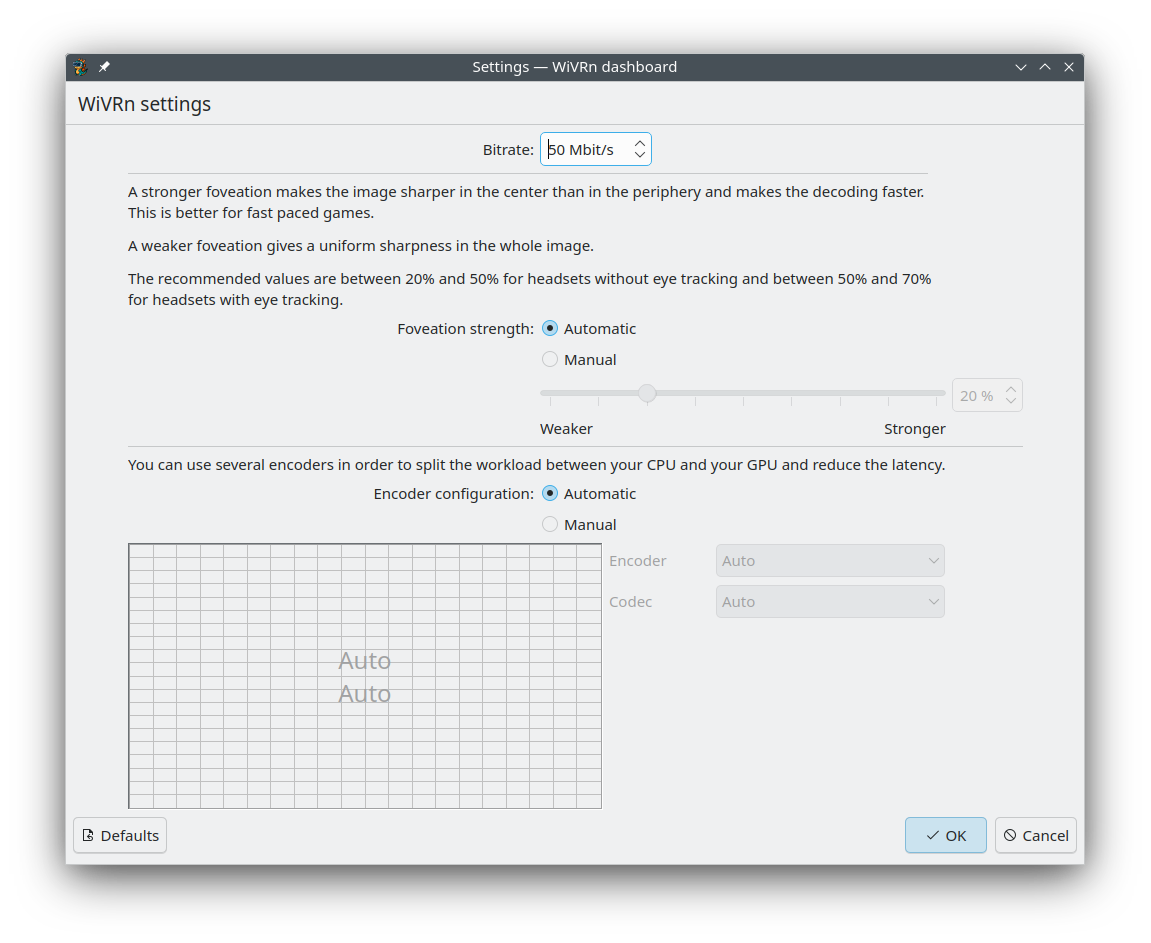 Settings — WiVRn dashboard
WiVRn settings
Bitrate: 50 Mbit/s
A stronger foveation makes the image sharper in the center than in the periphery and makes the decoding faster.
This is better for fast paced games.
A weaker foveation gives a uniform sharpness in the whole image.
The recommended values are between 20% and 50% for headsets without eye tracking and between 50% and 70%
for headsets with eye tracking.
Foveation strength: Automatic
Manual
20 %
Weaker Stronger
You can use several encoders in order to split the workload between your CPU and your GPU and reduce the latency.
Encoder configuration: Automatic
Manual
Encoder Auto
Codec Auto
Auto
Auto
Defaults OK Cancel